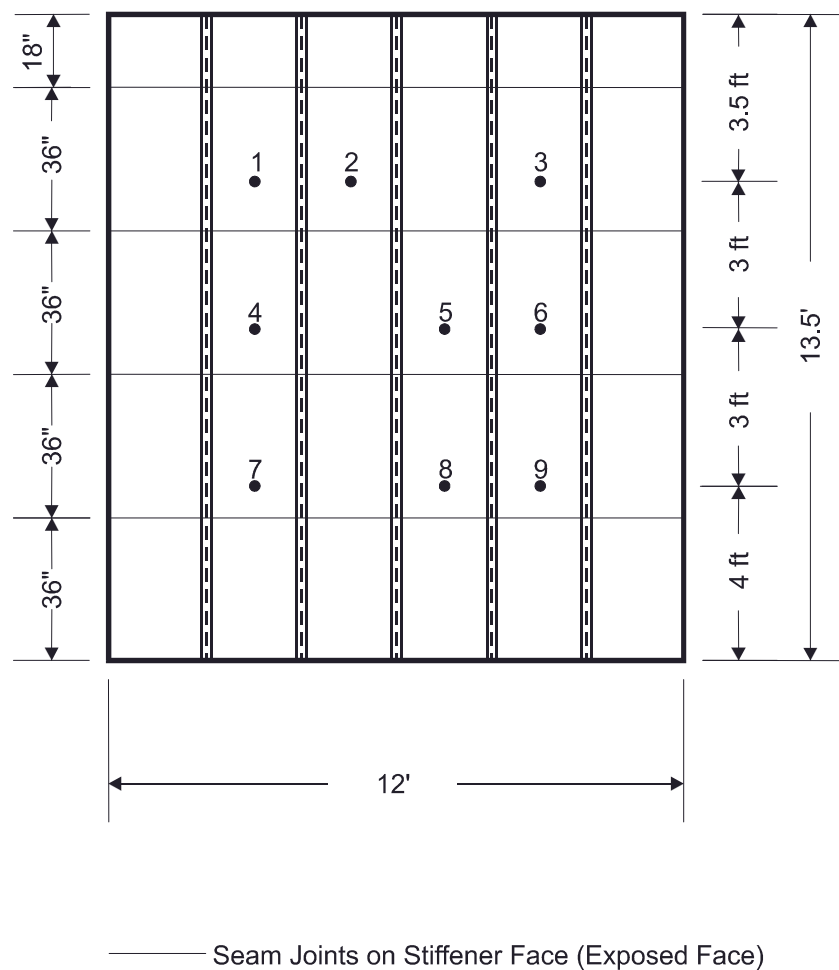 18"
3.5 ft
36"
1 2 3
3 ft
36"
4 5 6
13.5'
3 ft
36"
7 8 9
4 ft
36"
12'
Seam Joints on Stiffener Face (Exposed Face)